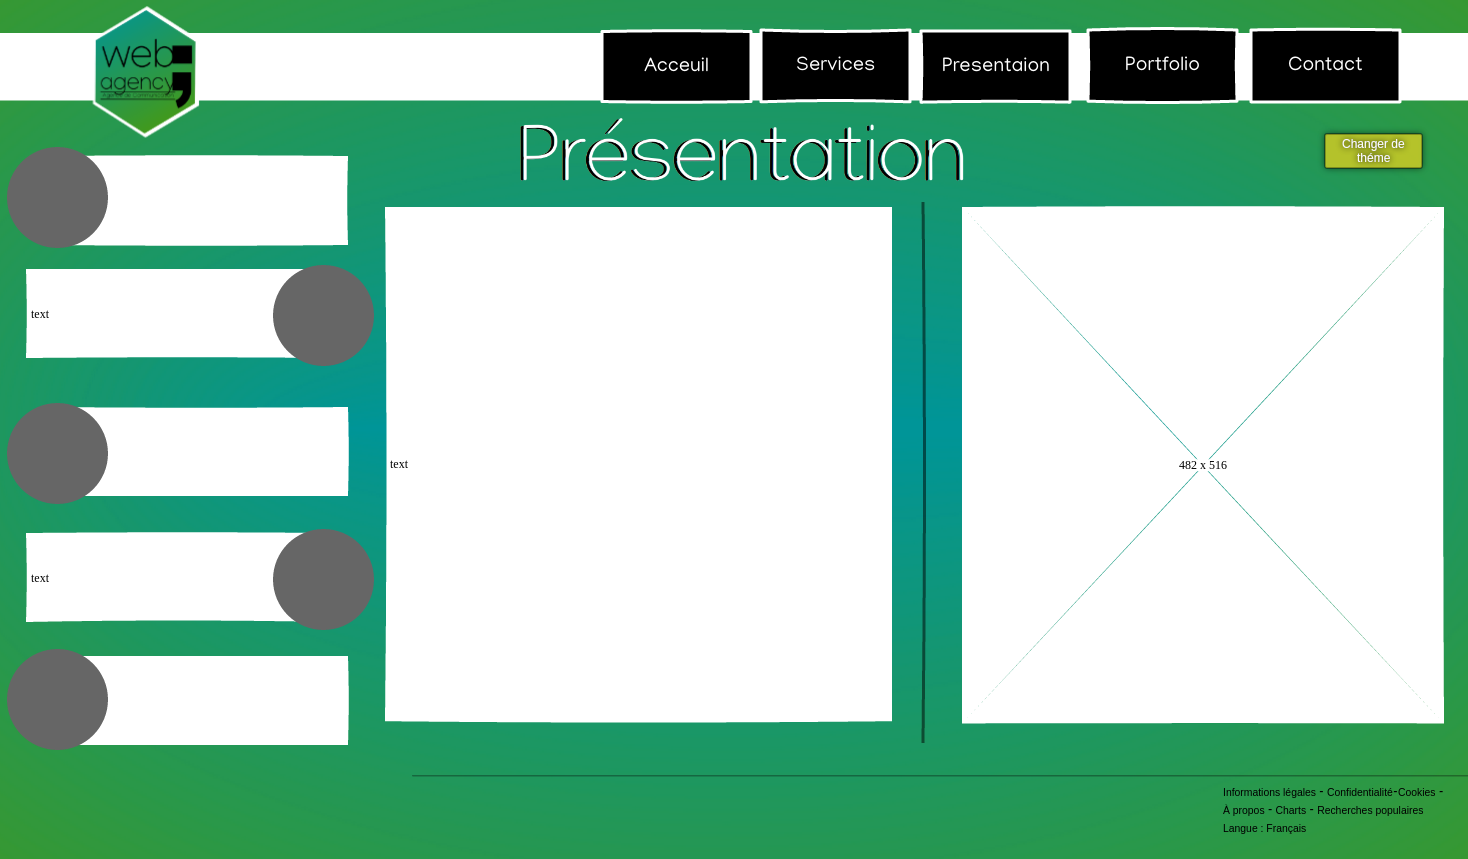 web
agency
Acceuil
Services
Presentaion
Portfolio
Contact
Présentation
Changer de
théme
text
text
text
482 x 516
Informations légales - Confidentialité-Cookies -
À propos - Charts - Recherches populaires
Langue : Français